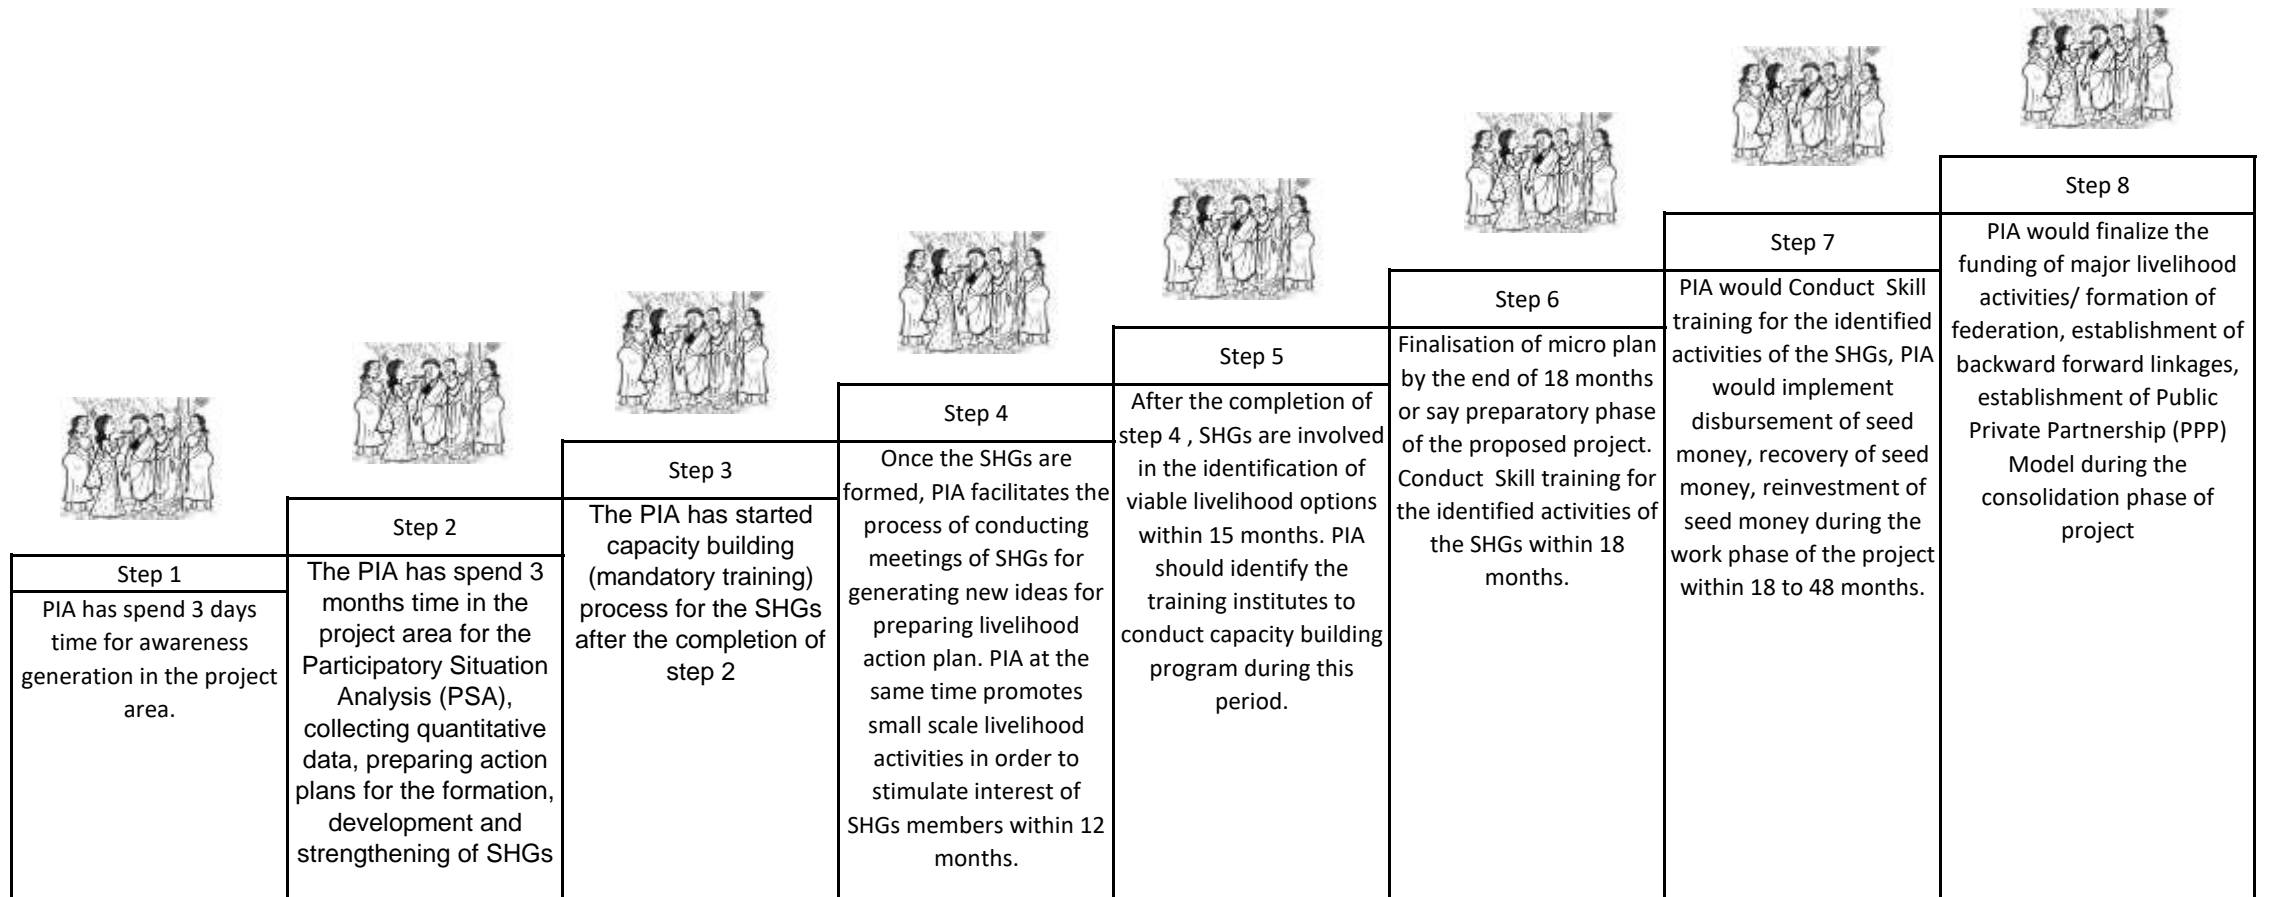 Step 1
PIA has spend 3 days
time for awareness
generation in the project
area.
Step 2
The PIA has spend 3
months time in the
project area for the
Participatory Situation
Analysis (PSA),
collecting quantitative
data, preparing action
plans for the formation,
development and
strengthening of SHGs
Step 3
The PIA has started
capacity building
(mandatory training)
process for the SHGs
after the completion of
step 2
Step 4
Once the SHGs are
formed, PIA facilitates the
process of conducting
meetings of SHGs for
generating new ideas for
preparing livelihood
action plan. PIA at the
same time promotes
small scale livelihood
activities in order to
stimulate interest of
SHGs members within 12
months.
Step 5
After the completion of
step 4 , SHGs are involved
in the identification of
viable livelihood options
within 15 months. PIA
should identify the
training institutes to
conduct capacity building
program during this
period.
Step 6
Finalisation of micro plan
by the end of 18 months
or say preparatory phase
of the proposed project.
Conduct  Skill training for
the identified activities of
the SHGs within 18
months.
Step 7
PIA would Conduct  Skill
training for the identified
activities of the SHGs, PIA
would implement
disbursement of seed
money, recovery of seed
money, reinvestment of
seed money during the
work phase of the project
within 18 to 48 months.
Step 8
PIA would finalize the
funding of major livelihood
activities/ formation of
federation, establishment of
backward forward linkages,
establishment of Public
Private Partnership (PPP)
Model during the
consolidation phase of
project